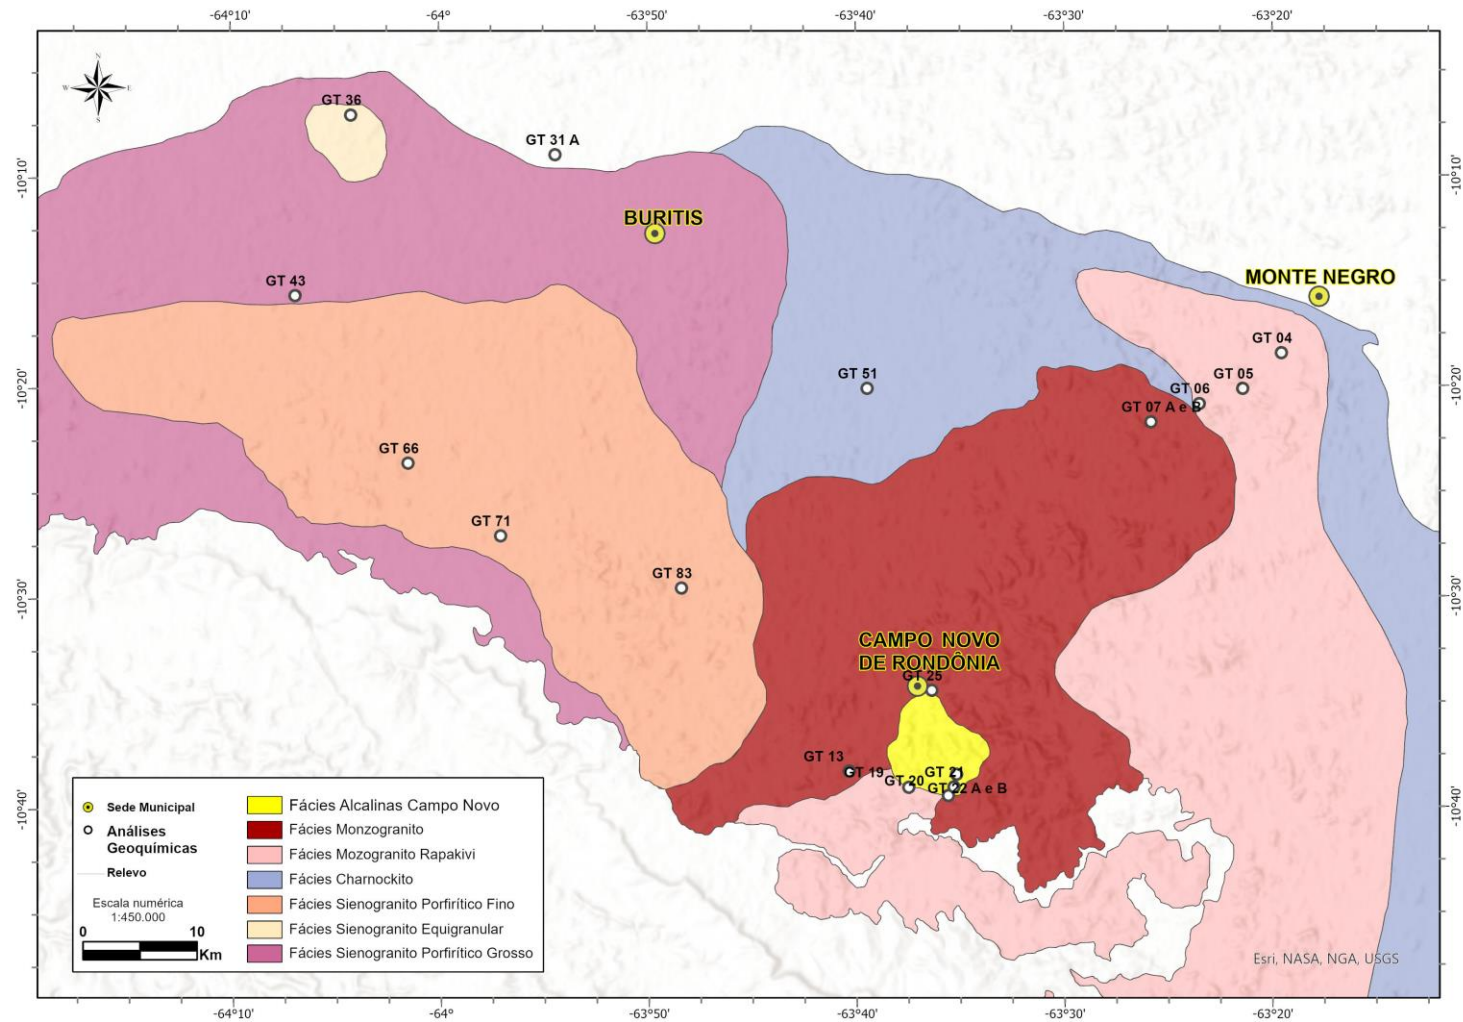 -64°10'
-64°
-63°50'
-63°40'
-63°30'
-63°20'
N
W
E
S
GT 36
GT 31 A
-10°10'
-10°10'
BURITIS
GT 43
MONTE NEGRO
GT 04
GT 51
GT 05
-10°20'
-10°20'
GT 06
GT 07 A e B
GT 66
GT 71
GT 83
-10°30'
-10°30'
CAMPO NOVO
DE RONDÔNIA
GT 25
GT 13
GT 19
GT 21
GT 20
GT 22 A e B
-10°40'
-10°40'
Sede Municipal
Análises
Geoquímicas
Relevo
Escala numérica
1:450.000
0
10
Km
Fácies Alcalinas Campo Novo
Fácies Monzogranito
Fácies Mozogranito Rapakivi
Fácies Charnockito
Fácies Sienogranito Porfirítico Fino
Fácies Sienogranito Equigranular
Fácies Sienogranito Porfirítico Grosso
Esri, NASA, NGA, USGS
-64°10'
-64°
-63°50'
-63°40'
-63°30'
-63°20'